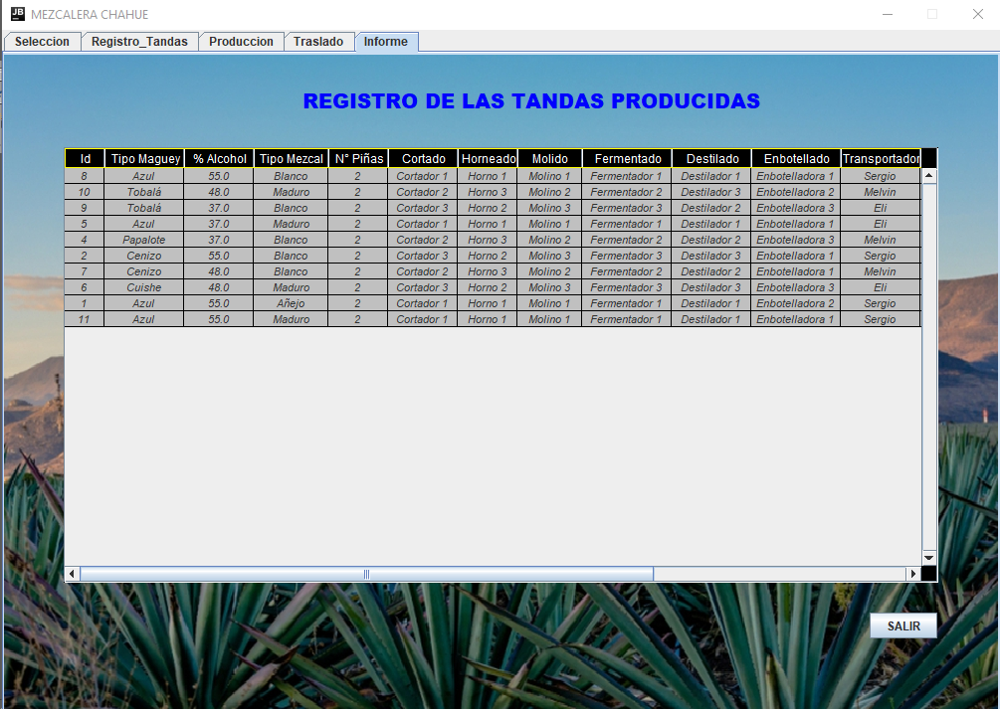 JB MEZCALERA CHAHUE
Seleccion Registro_Tandas Produccion Traslado Informe
REGISTRO DE LAS TANDAS PRODUCIDAS
Id Tipo Maguey % Alcohol Tipo Mezcal N° Piñas Cortado Horneado Molido Fermentado Destilado Enbotellado Transportador
8 Azul 55.0 Blanco 2 Cortador 1 Horno 1 Molino 1 Fermentador 1 Destilador 1 Enbotelladora 1 Sergio
10 Tobalá 48.0 Maduro 2 Cortador 2 Horno 3 Molino 2 Fermentador 2 Destilador 3 Enbotelladora 2 Melvin
9 Tobalá 37.0 Blanco 2 Cortador 3 Horno 2 Molino 3 Fermentador 3 Destilador 2 Enbotelladora 3 Eli
5 Azul 37.0 Maduro 2 Cortador 1 Horno 1 Molino 1 Fermentador 1 Destilador 1 Enbotelladora 1 Eli
4 Papalote 37.0 Blanco 2 Cortador 2 Horno 3 Molino 2 Fermentador 2 Destilador 2 Enbotelladora 3 Melvin
2 Cenizo 55.0 Blanco 2 Cortador 3 Horno 2 Molino 3 Fermentador 3 Destilador 3 Enbotelladora 1 Sergio
7 Cenizo 48.0 Blanco 2 Cortador 2 Horno 3 Molino 2 Fermentador 2 Destilador 2 Enbotelladora 1 Melvin
6 Cuishe 48.0 Maduro 2 Cortador 3 Horno 2 Molino 3 Fermentador 3 Destilador 3 Enbotelladora 3 Eli
1 Azul 55.0 Añejo 2 Cortador 1 Horno 1 Molino 1 Fermentador 1 Destilador 1 Enbotelladora 2 Sergio
11 Azul 55.0 Maduro 2 Cortador 1 Horno 1 Molino 1 Fermentador 1 Destilador 1 Enbotelladora 1 Sergio
SALIR